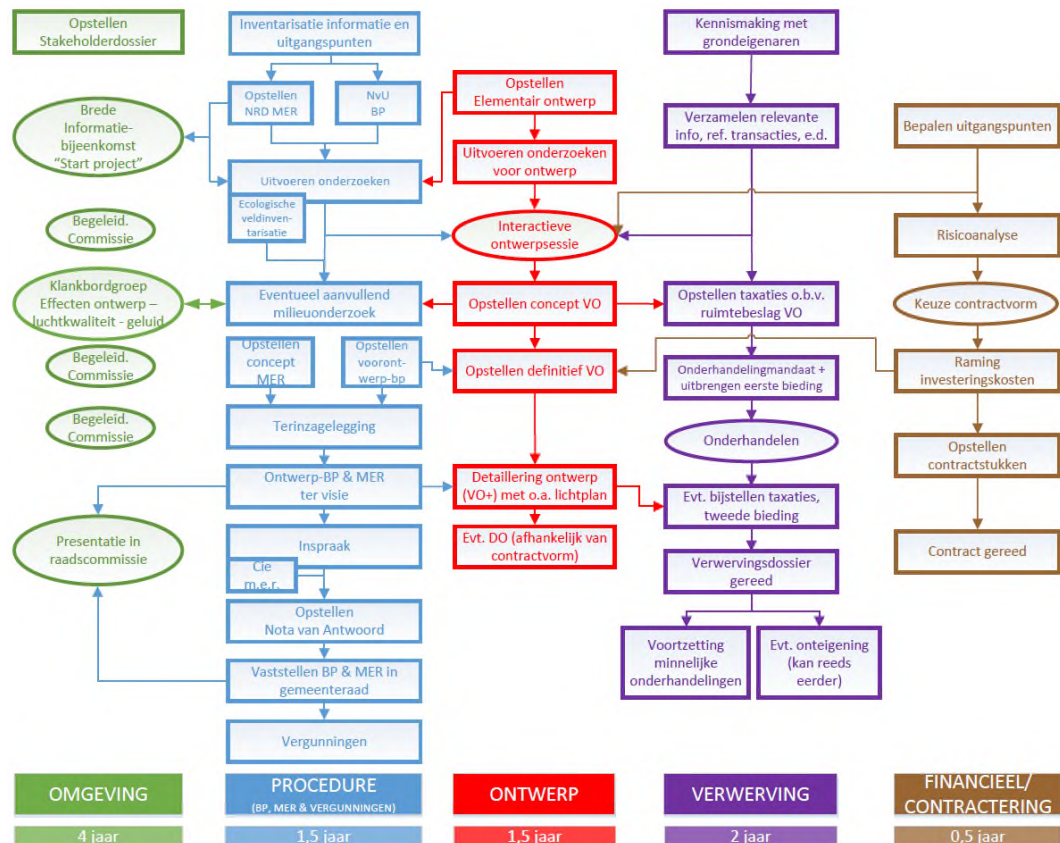 Opstellen
Stakeholderdossier
Brede
Informatie-
bijeenkomst
“Start project”
Begeleid.
Commissie
Klankbordgroep
Effecten ontwerp –
luchtkwaliteit - geluid
Begeleid.
Commissie
Begeleid.
Commissie
Presentatie in
raadscommissie
Inventarisatie informatie en
uitgangspunten
Opstellen
NRD MER
NvU
BP
Uitvoeren onderzoeken
Ecologische
veldinven-
tarisatie
Eventueel aanvullend
milieuonderzoek
Opstellen
concept
MER
Opstellen
vooront-
werp-bp
Terinzagelegging
Ontwerp-BP & MER
ter visie
Inspraak
Cie
m.e.r.
Opstellen
Nota van Antwoord
Vaststellen BP & MER in
gemeenteraad
Vergunningen
Opstellen
Elementair ontwerp
Uitvoeren onderzoeken
voor ontwerp
Interactieve
ontwerpsessie
Opstellen concept VO
Opstellen definitief VO
Detaillering ontwerp
(VO+) met o.a. lichtplan
Evt. DO (afhankelijk van
contractvorm)
Kennismaking met
grondeigenaren
Verzamelen relevante
info, ref. transacties, e.d.
Opstellen taxaties o.b.v.
ruimtebeslag VO
Onderhandelingmandaat +
uitbrengen eerste bieding
Onderhandelen
Evt. bijstellen taxaties,
tweede bieding
Verwervingsdossier
gereed
Voortzetting
minnelijke
onderhandelingen
Evt. onteigening
(kan reeds
eerder)
Bepalen uitgangspunten
Risicoanalyse
Keuze contractvorm
Raming
investeringskosten
Opstellen
contractstukken
Contract gereed
OMGEVING
4 jaar
PROCEDURE
(BP, MER & VERGUNNINGEN)
1,5 jaar
ONTWERP
1,5 jaar
VERWERVING
2 jaar
FINANCIEEL/
CONTRACTERING
0,5 jaar